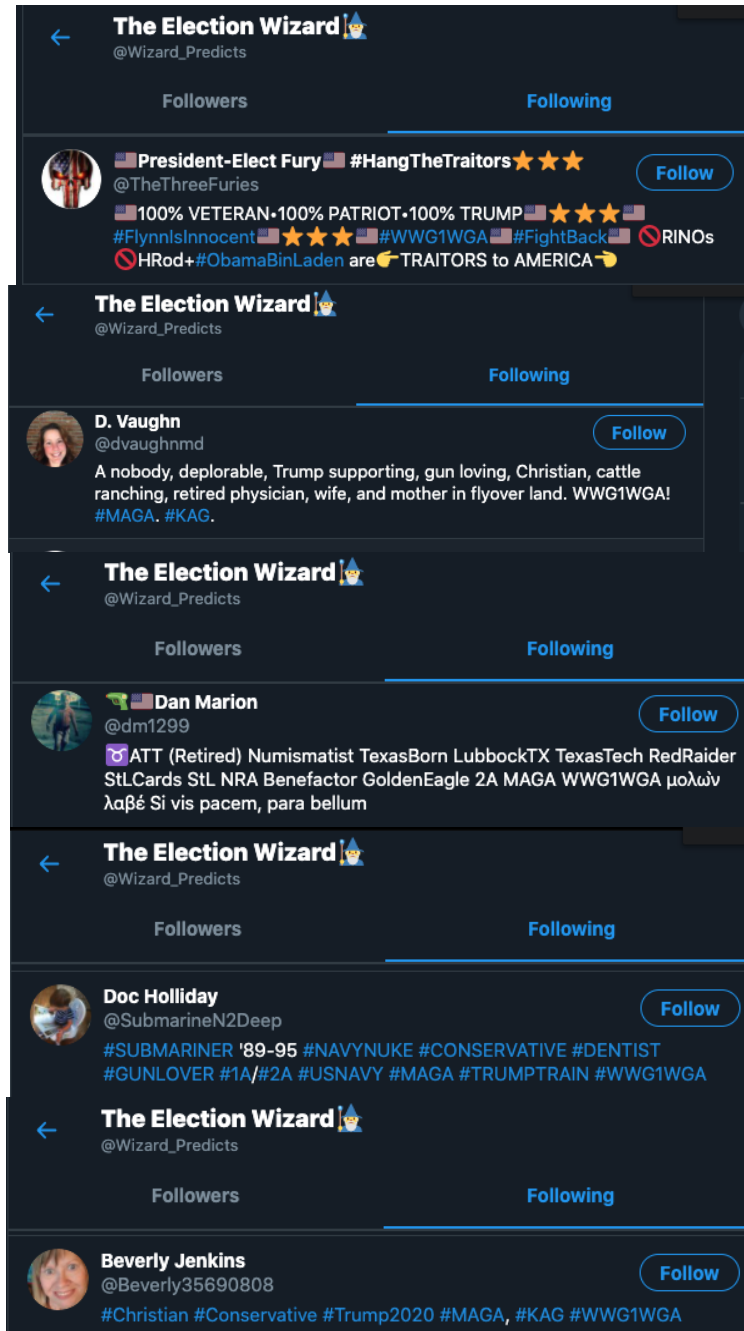 The Election Wizard🧙‍♂️
@Wizard_Predicts
Followers Following
🇺🇸President-Elect Fury🇺🇸 #HangTheTraitors⭐⭐⭐
Follow
@TheThreeFuries
🇺🇸100% VETERAN•100% PATRIOT•100% TRUMP🇺🇸⭐⭐⭐🇺🇸
#FlynnIsInnocent🇺🇸⭐⭐⭐🇺🇸#WWG1WGA🇺🇸#FightBack🇺🇸 🚫RINOs
🚫HRod+#ObamaBinLaden are👉TRAITORS to AMERICA👈
The Election Wizard🧙‍♂️
@Wizard_Predicts
Followers Following
D. Vaughn
Follow
@dvaughnmd
A nobody, deplorable, Trump supporting, gun loving, Christian, cattle
ranching, retired physician, wife, and mother in flyover land. WWG1WGA!
#MAGA. #KAG.
The Election Wizard🧙‍♂️
@Wizard_Predicts
Followers Following
🔫🇺🇸Dan Marion
Follow
@dm1299
♉ATT (Retired) Numismatist TexasBorn LubbockTX TexasTech RedRaider
StLCards StL NRA Benefactor GoldenEagle 2A MAGA WWG1WGA μολὼν
λαβέ Si vis pacem, para bellum
The Election Wizard🧙‍♂️
@Wizard_Predicts
Followers Following
Doc Holliday
Follow
@SubmarineN2Deep
#SUBMARINER '89-95 #NAVYNUKE #CONSERVATIVE #DENTIST
#GUNLOVER #1A/#2A #USNAVY #MAGA #TRUMPTRAIN #WWG1WGA
The Election Wizard🧙‍♂️
@Wizard_Predicts
Followers Following
Beverly Jenkins
Follow
@Beverly35690808
#Christian #Conservative #Trump2020 #MAGA, #KAG #WWG1WGA